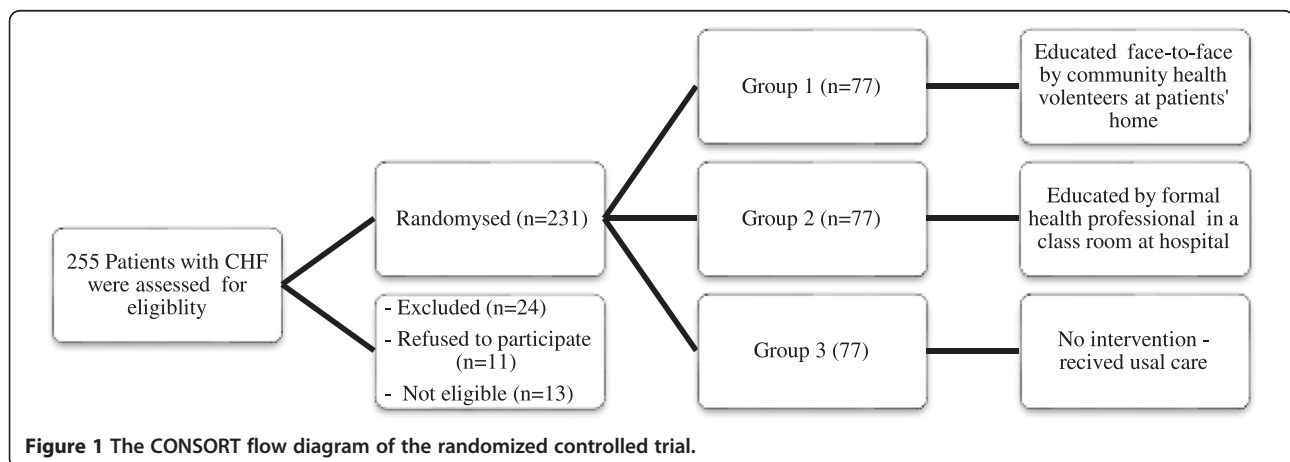 255 Patients with CHF
were assessed for
eligiblity
Randomysed (n=231)
- Excluded (n=24)
- Refused to participate
(n=11)
- Not eligible (n=13)
Group 1 (n=77)
Educated face-to-face
by community health
volenteers at patients'
home
Group 2 (n=77)
Educated by formal
health professional in a
class room at hospital
Group 3 (77)
No intervention -
recived usal care
Figure 1 The CONSORT flow diagram of the randomized controlled trial.